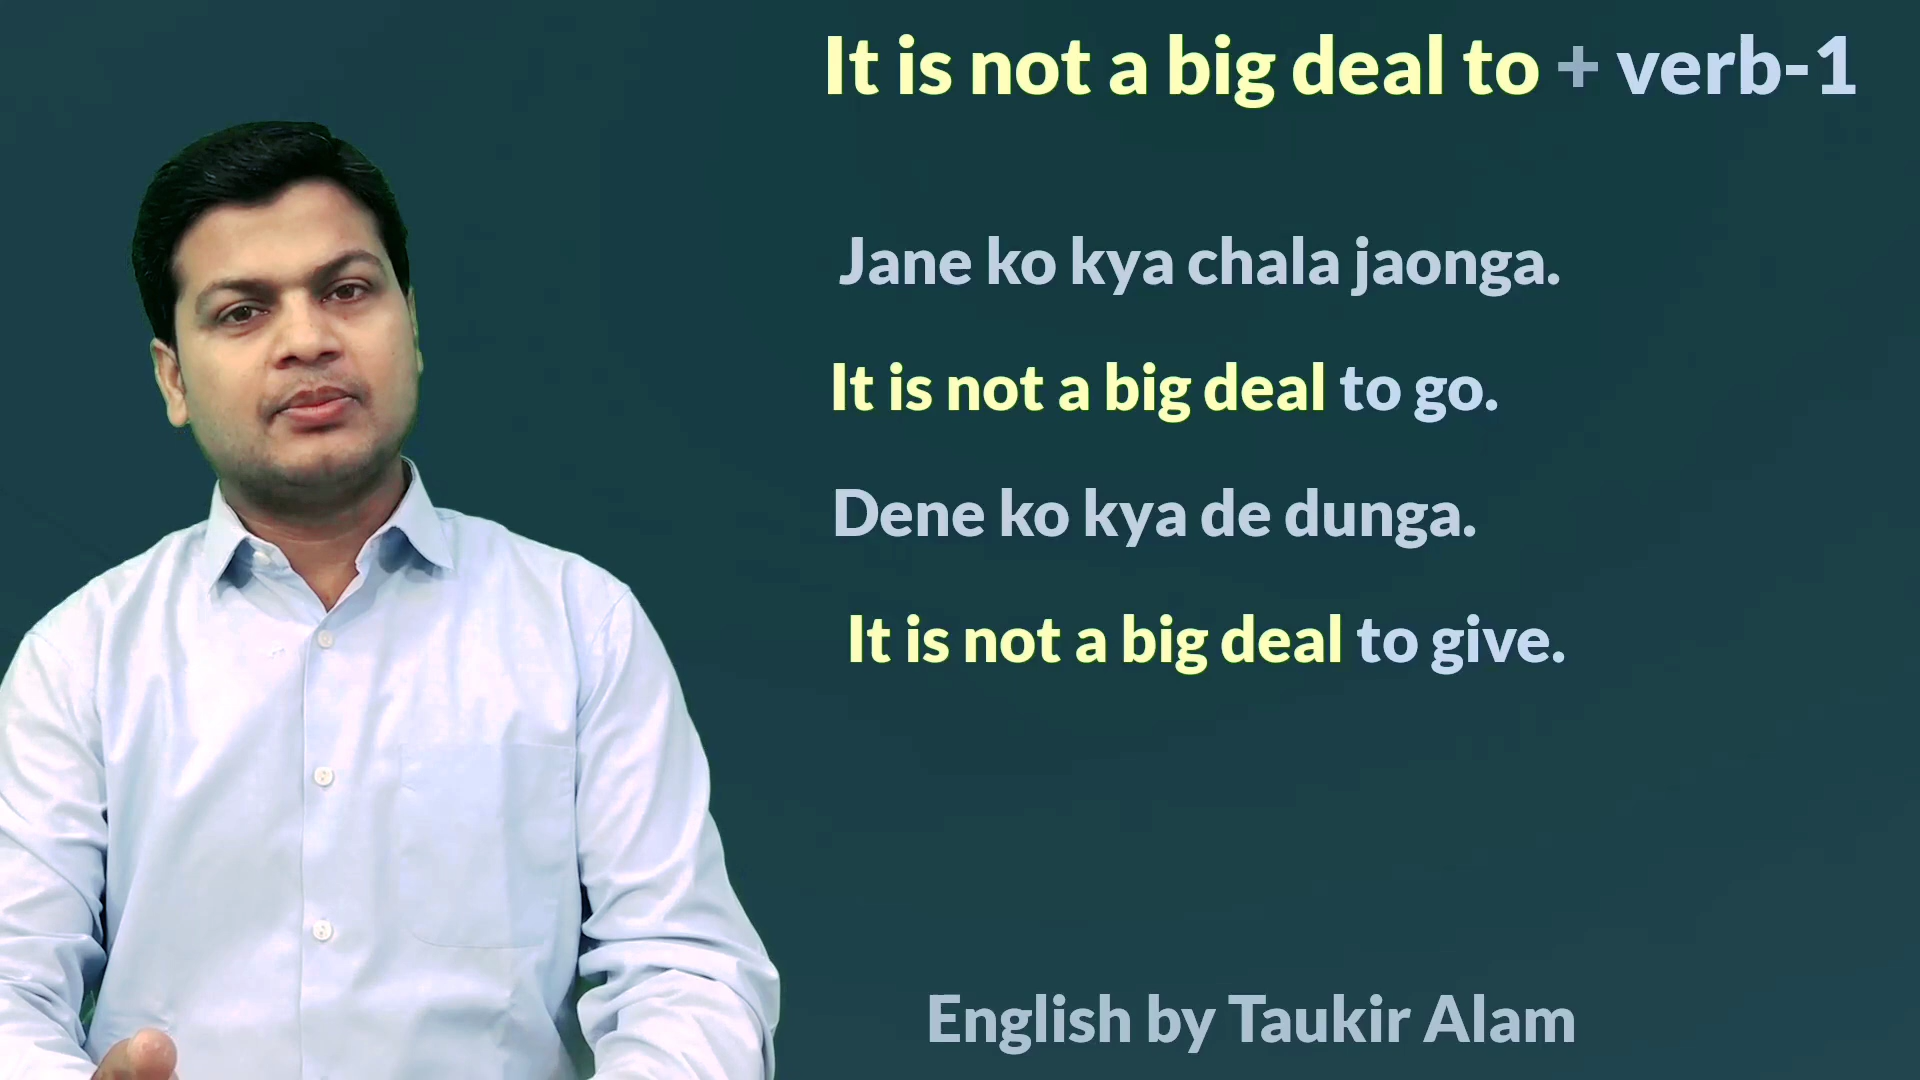 It is not a big deal to + verb-1
Jane ko kya chala jaonga.
It is not a big deal to go.
Dene ko kya de dunga.
It is not a big deal to give.
English by Taukir Alam